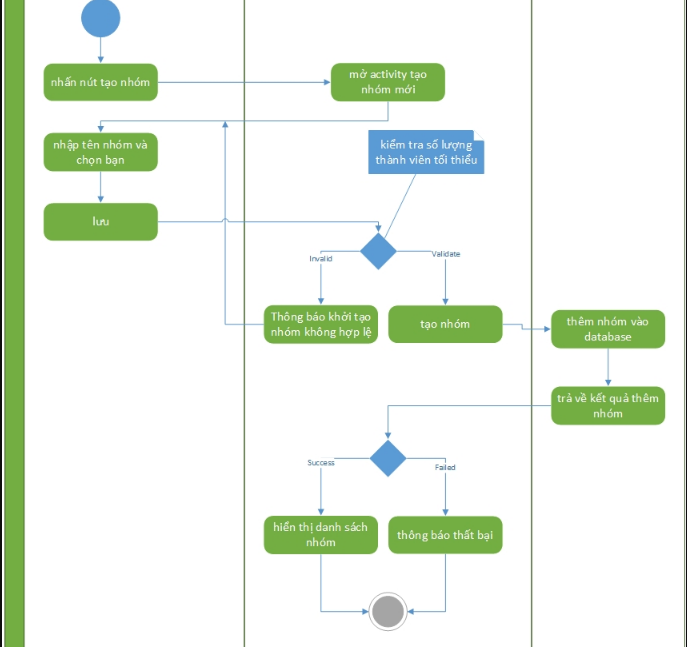 nhấn nút tạo nhóm
mở activity tạo
nhóm mới
nhập tên nhóm và
chọn bạn
kiểm tra số lượng
thành viên tối thiểu
lưu
Invalid
Validate
Thông báo khởi tạo
nhóm không hợp lệ
tạo nhóm
thêm nhóm vào
database
trả về kết quả thêm
nhóm
Success
Failed
hiển thị danh sách
nhóm
thông báo thất bại